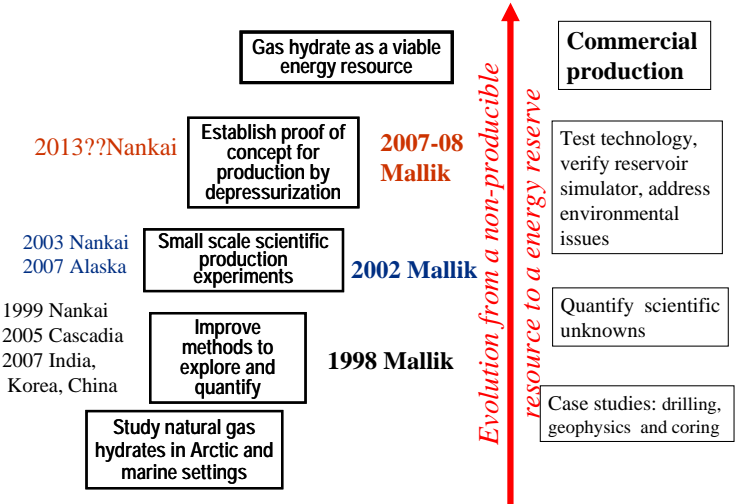 Gas hydrate as a viable
energy resource
Commercial
production
2013??Nankai
Establish proof of
concept for
production by
depressurization
2007-08
Mallik
Test technology,
verify reservoir
simulator, address
environmental
issues
2003 Nankai
2007 Alaska
Small scale scientific
production
experiments
2002 Mallik
1999 Nankai
2005 Cascadia
2007 India,
Korea, China
Improve
methods to
explore and
quantify
1998 Mallik
Quantify scientific
unknowns
Study natural gas
hydrates in Arctic and
marine settings
Case studies: drilling,
geophysics and coring
Evolution from a non-producible
resource to a energy reserve